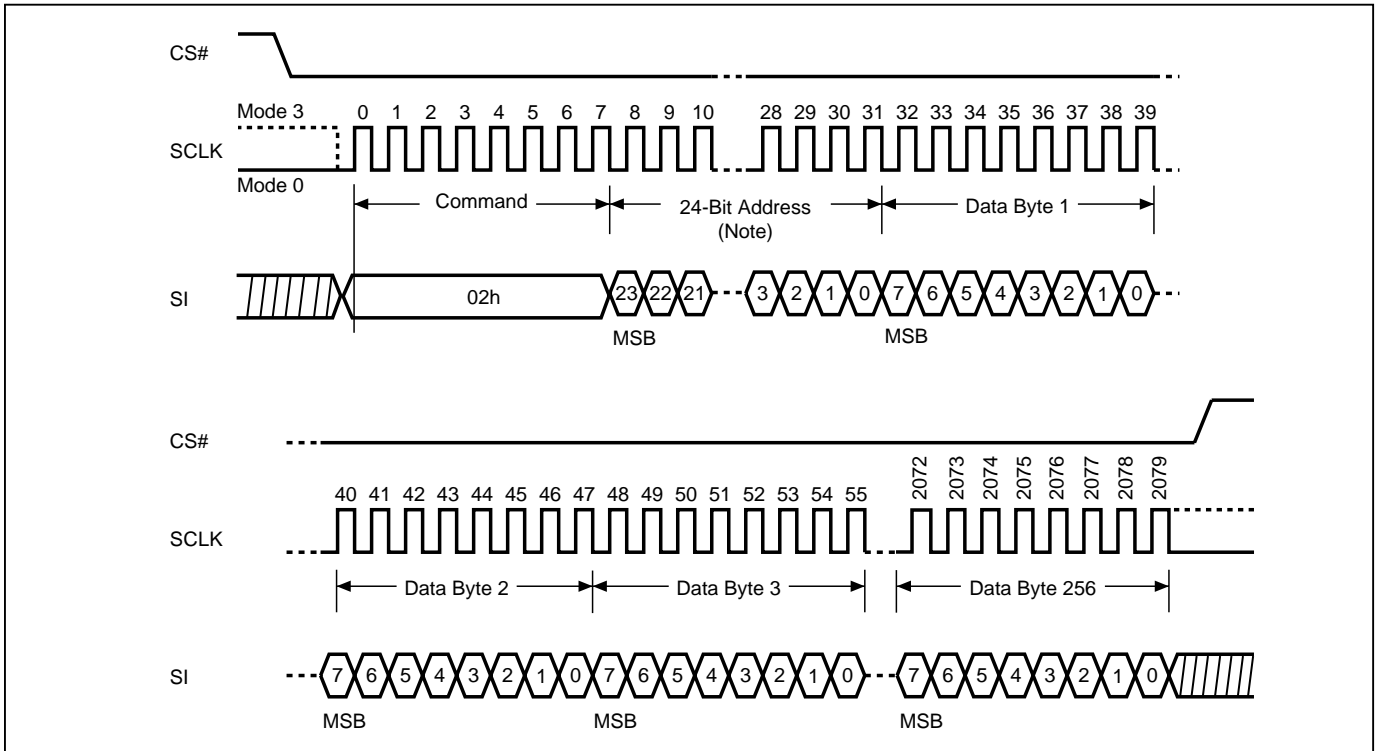 CS#
Mode 3
0 1 2 3 4 5 6 7 8 9 10 28 29 30 31 32 33 34 35 36 37 38 39
SCLK
Mode 0
Command
24-Bit Address
(Note)
Data Byte 1
SI
02h
23 22 21 3 2 1 0 7 6 5 4 3 2 1 0
MSB MSB
CS#
40 41 42 43 44 45 46 47 48 49 50 51 52 53 54 55 2072 2073 2074 2075 2076 2077 2078 2079
SCLK
Data Byte 2 Data Byte 3 Data Byte 256
SI
7 6 5 4 3 2 1 0 7 6 5 4 3 2 1 0 7 6 5 4 3 2 1 0
MSB MSB MSB